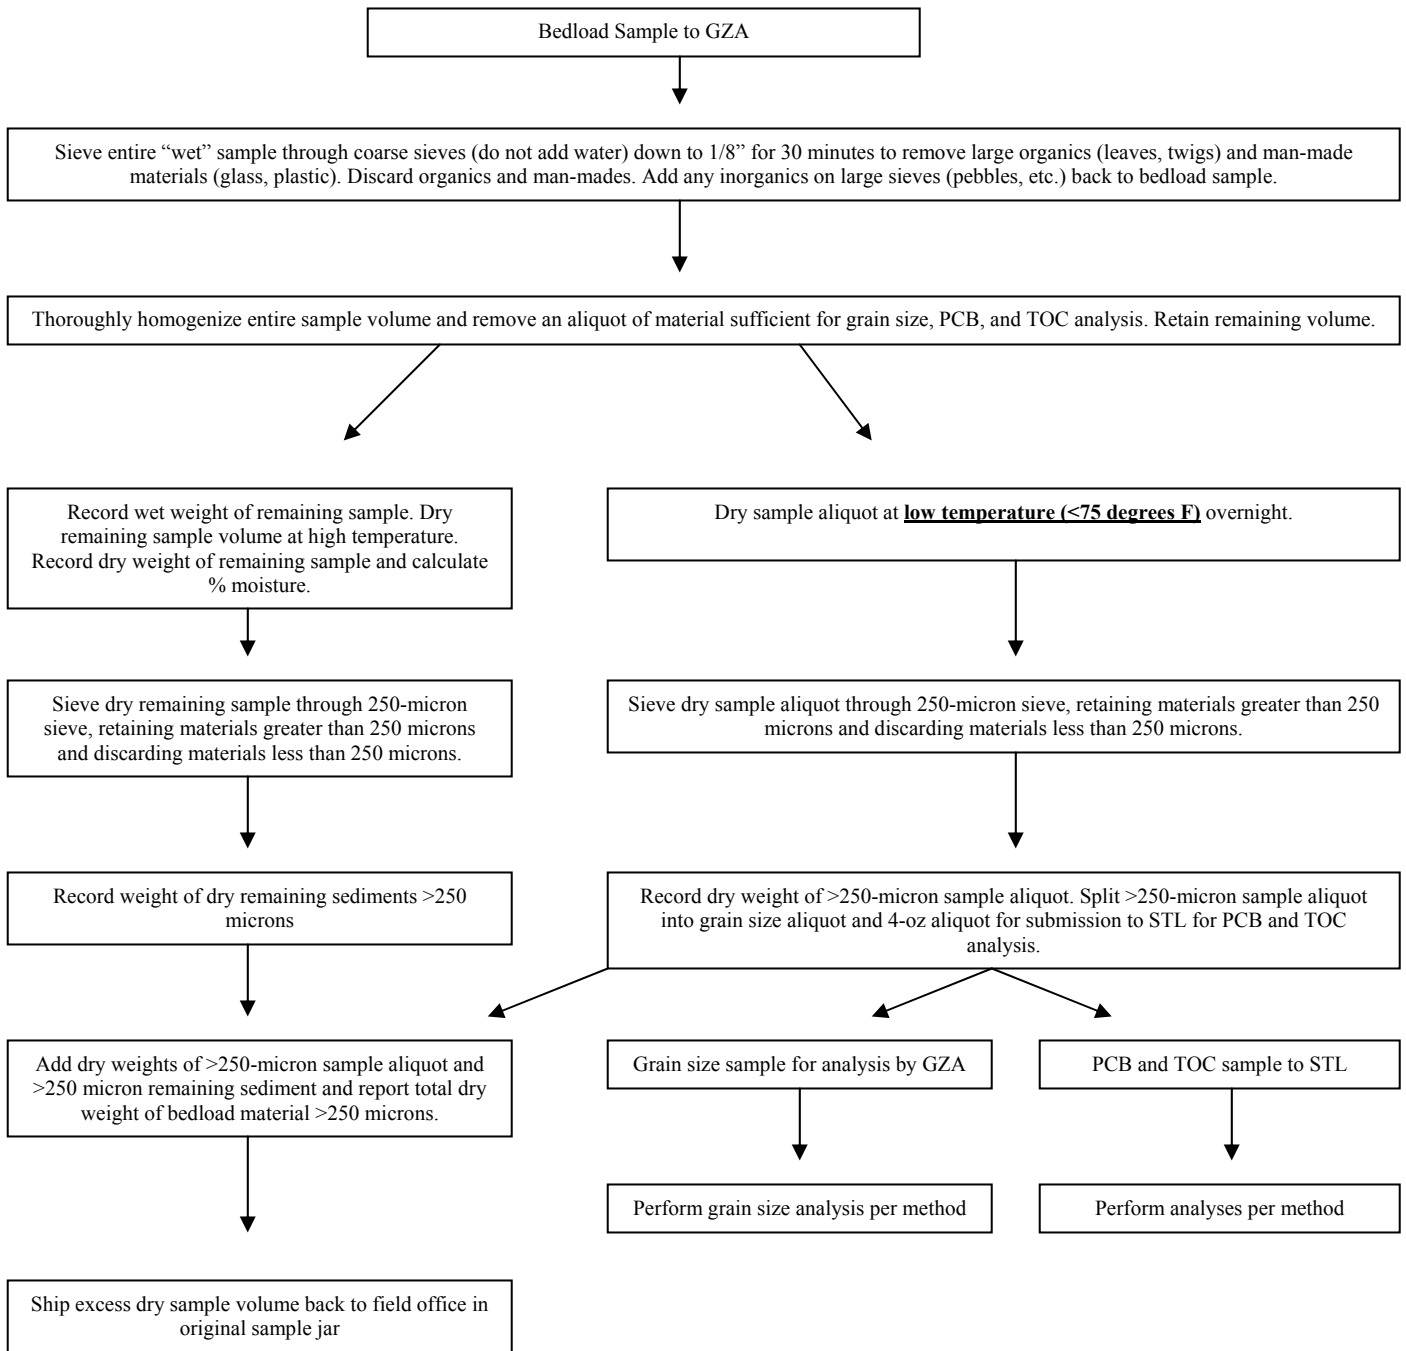 Bedload Sample to GZA
Sieve entire “wet” sample through coarse sieves (do not add water) down to 1/8” for 30 minutes to remove large organics (leaves, twigs) and man-made
materials (glass, plastic). Discard organics and man-mades. Add any inorganics on large sieves (pebbles, etc.) back to bedload sample.
Thoroughly homogenize entire sample volume and remove an aliquot of material sufficient for grain size, PCB, and TOC analysis. Retain remaining volume.
Record wet weight of remaining sample. Dry
remaining sample volume at high temperature.
Record dry weight of remaining sample and calculate
% moisture.
Dry sample aliquot at low temperature (<75 degrees F) overnight.
Sieve dry remaining sample through 250-micron
sieve, retaining materials greater than 250 microns
and discarding materials less than 250 microns.
Sieve dry sample aliquot through 250-micron sieve, retaining materials greater than 250
microns and discarding materials less than 250 microns.
Record weight of dry remaining sediments >250
microns
Record dry weight of >250-micron sample aliquot. Split >250-micron sample aliquot
into grain size aliquot and 4-oz aliquot for submission to STL for PCB and TOC
analysis.
Add dry weights of >250-micron sample aliquot and
>250 micron remaining sediment and report total dry
weight of bedload material >250 microns.
Grain size sample for analysis by GZA
PCB and TOC sample to STL
Perform grain size analysis per method
Perform analyses per method
Ship excess dry sample volume back to field office in
original sample jar